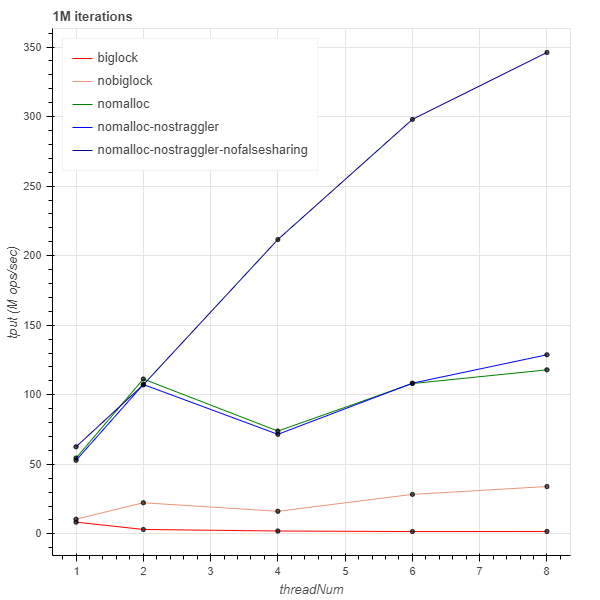 1M iterations
biglock
nobiglock
nomalloc
nomalloc-nostraggler
nomalloc-nostraggler-nofalsesharing
350
300
250
200
150
100
50
0
tput (M ops/sec)
1 2 3 4 5 6 7 8
threadNum